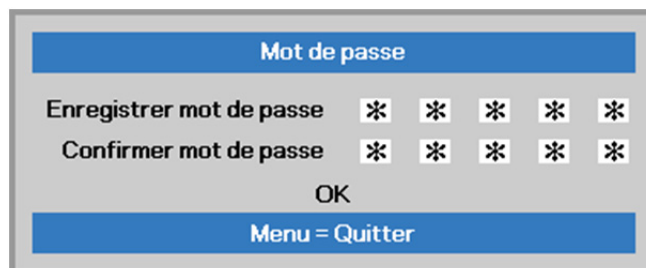 Mot de passe
Enregistrer mot de passe * * * * *
Confirmer mot de passe * * * * *
OK
Menu = Quitter